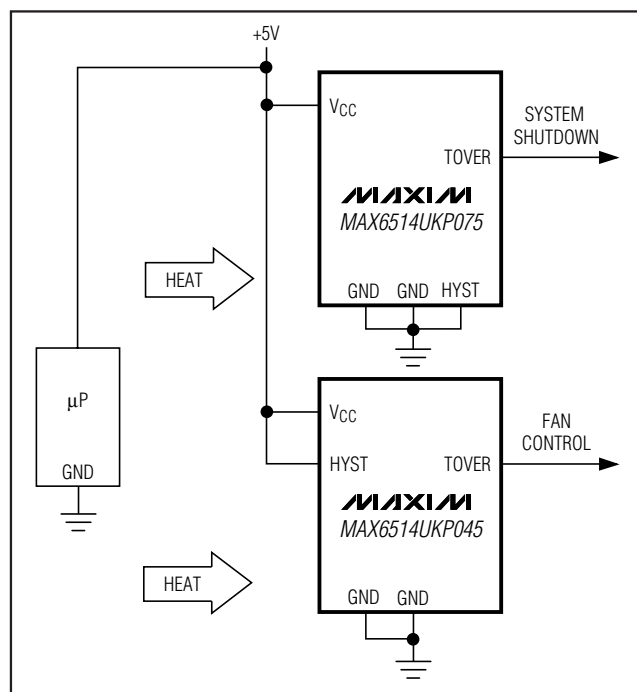 +5V
VCC
TOVER
SYSTEM
SHUTDOWN
MAXIM
MAX6514UKP075
HEAT
GND
GND
HYST
µP
GND
VCC
HYST
TOVER
FAN
CONTROL
MAXIM
MAX6514UKP045
HEAT
GND
GND